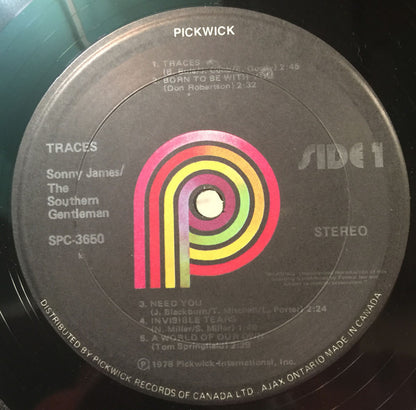 PICKWICK
1. TRACES 2:45
2. BORN TO BE WITH YOU
(Don Robertson) 2:32
TRACES
SIDE 1
Sonny James/
The
Southern
Gentleman
SPC-3650
STEREO
3. NEED YOU
(J. Blackburn/T. Mitchell/L. Porter) 2:24
4. INVISIBLE TEARS
(N. Miller/S. Miller)
5. A WORLD OF OUR OWN
(Tom Springfield)
Ⓟ 1978 Pickwick-International, Inc.
DISTRIBUTED BY PICKWICK RECORDS OF CANADA LTD., AJAX ONTARIO MADE IN CANADA